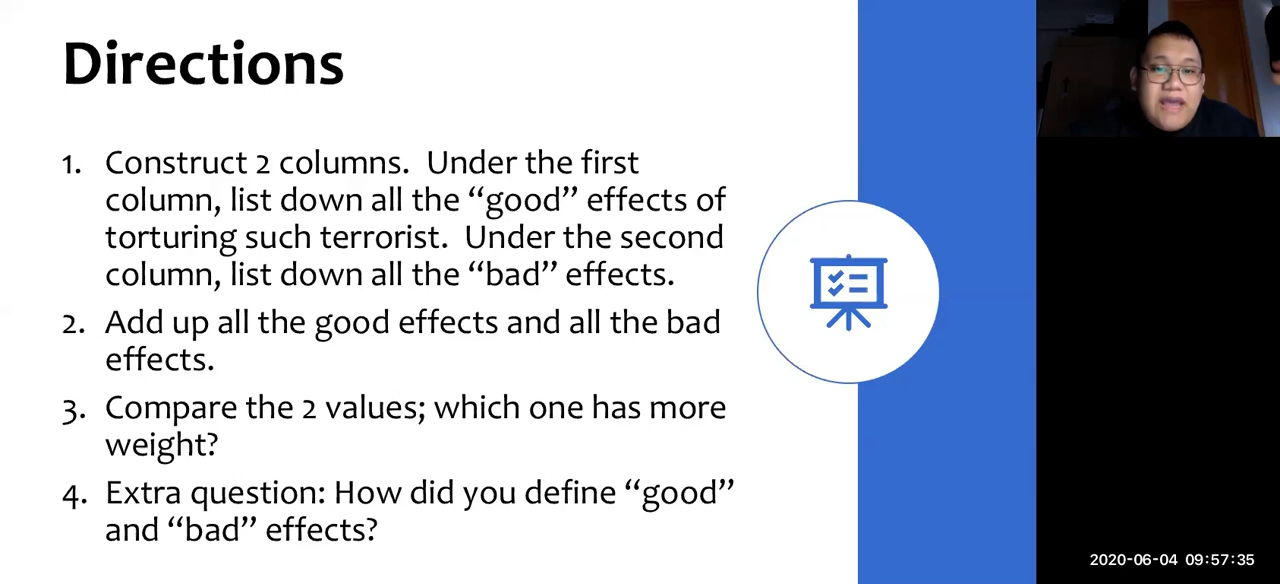 Directions
1. Construct 2 columns.  Under the first
column, list down all the “good” effects of
torturing such terrorist.  Under the second
column, list down all the “bad” effects.
2. Add up all the good effects and all the bad
effects.
3. Compare the 2 values; which one has more
weight?
4. Extra question: How did you define “good”
and “bad” effects?
2020-06-04 09:57:35